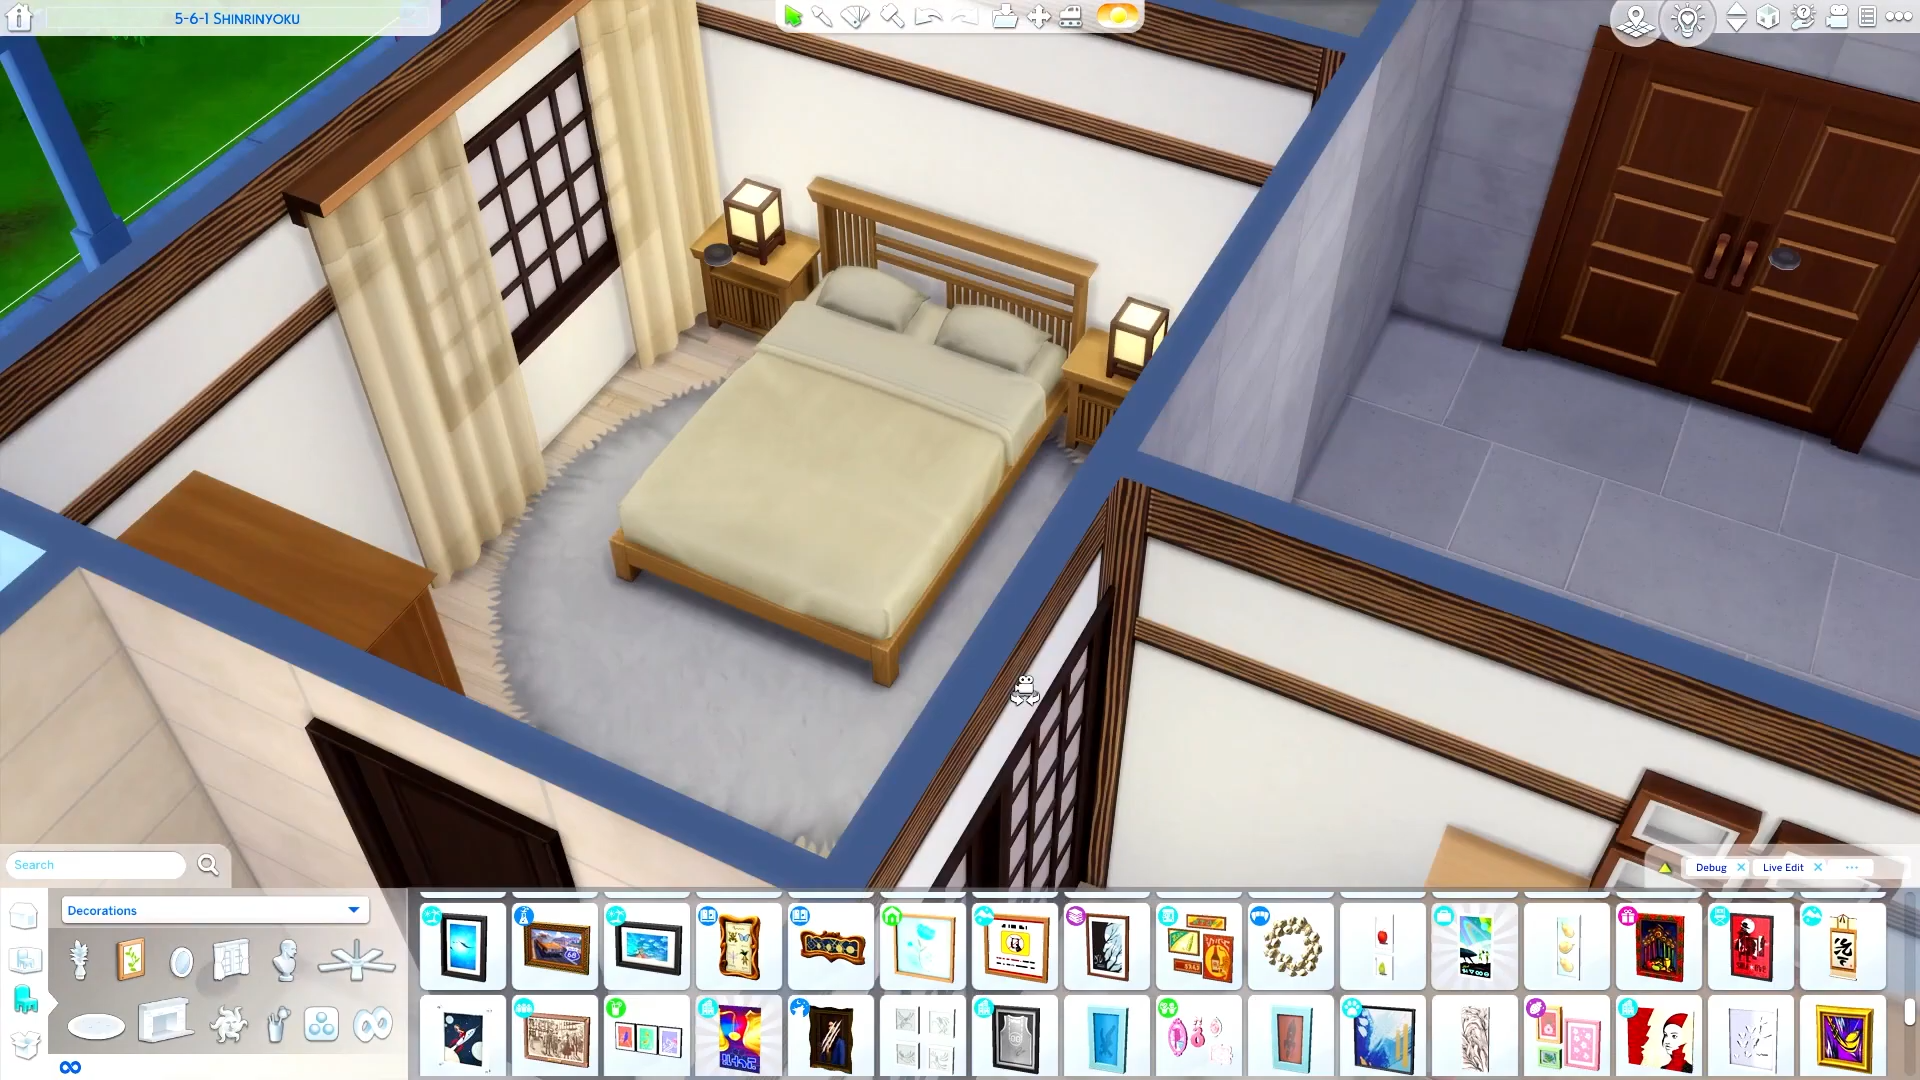 5-6-1 Shinrinyoku
Search
Debug
Live Edit
Decorations